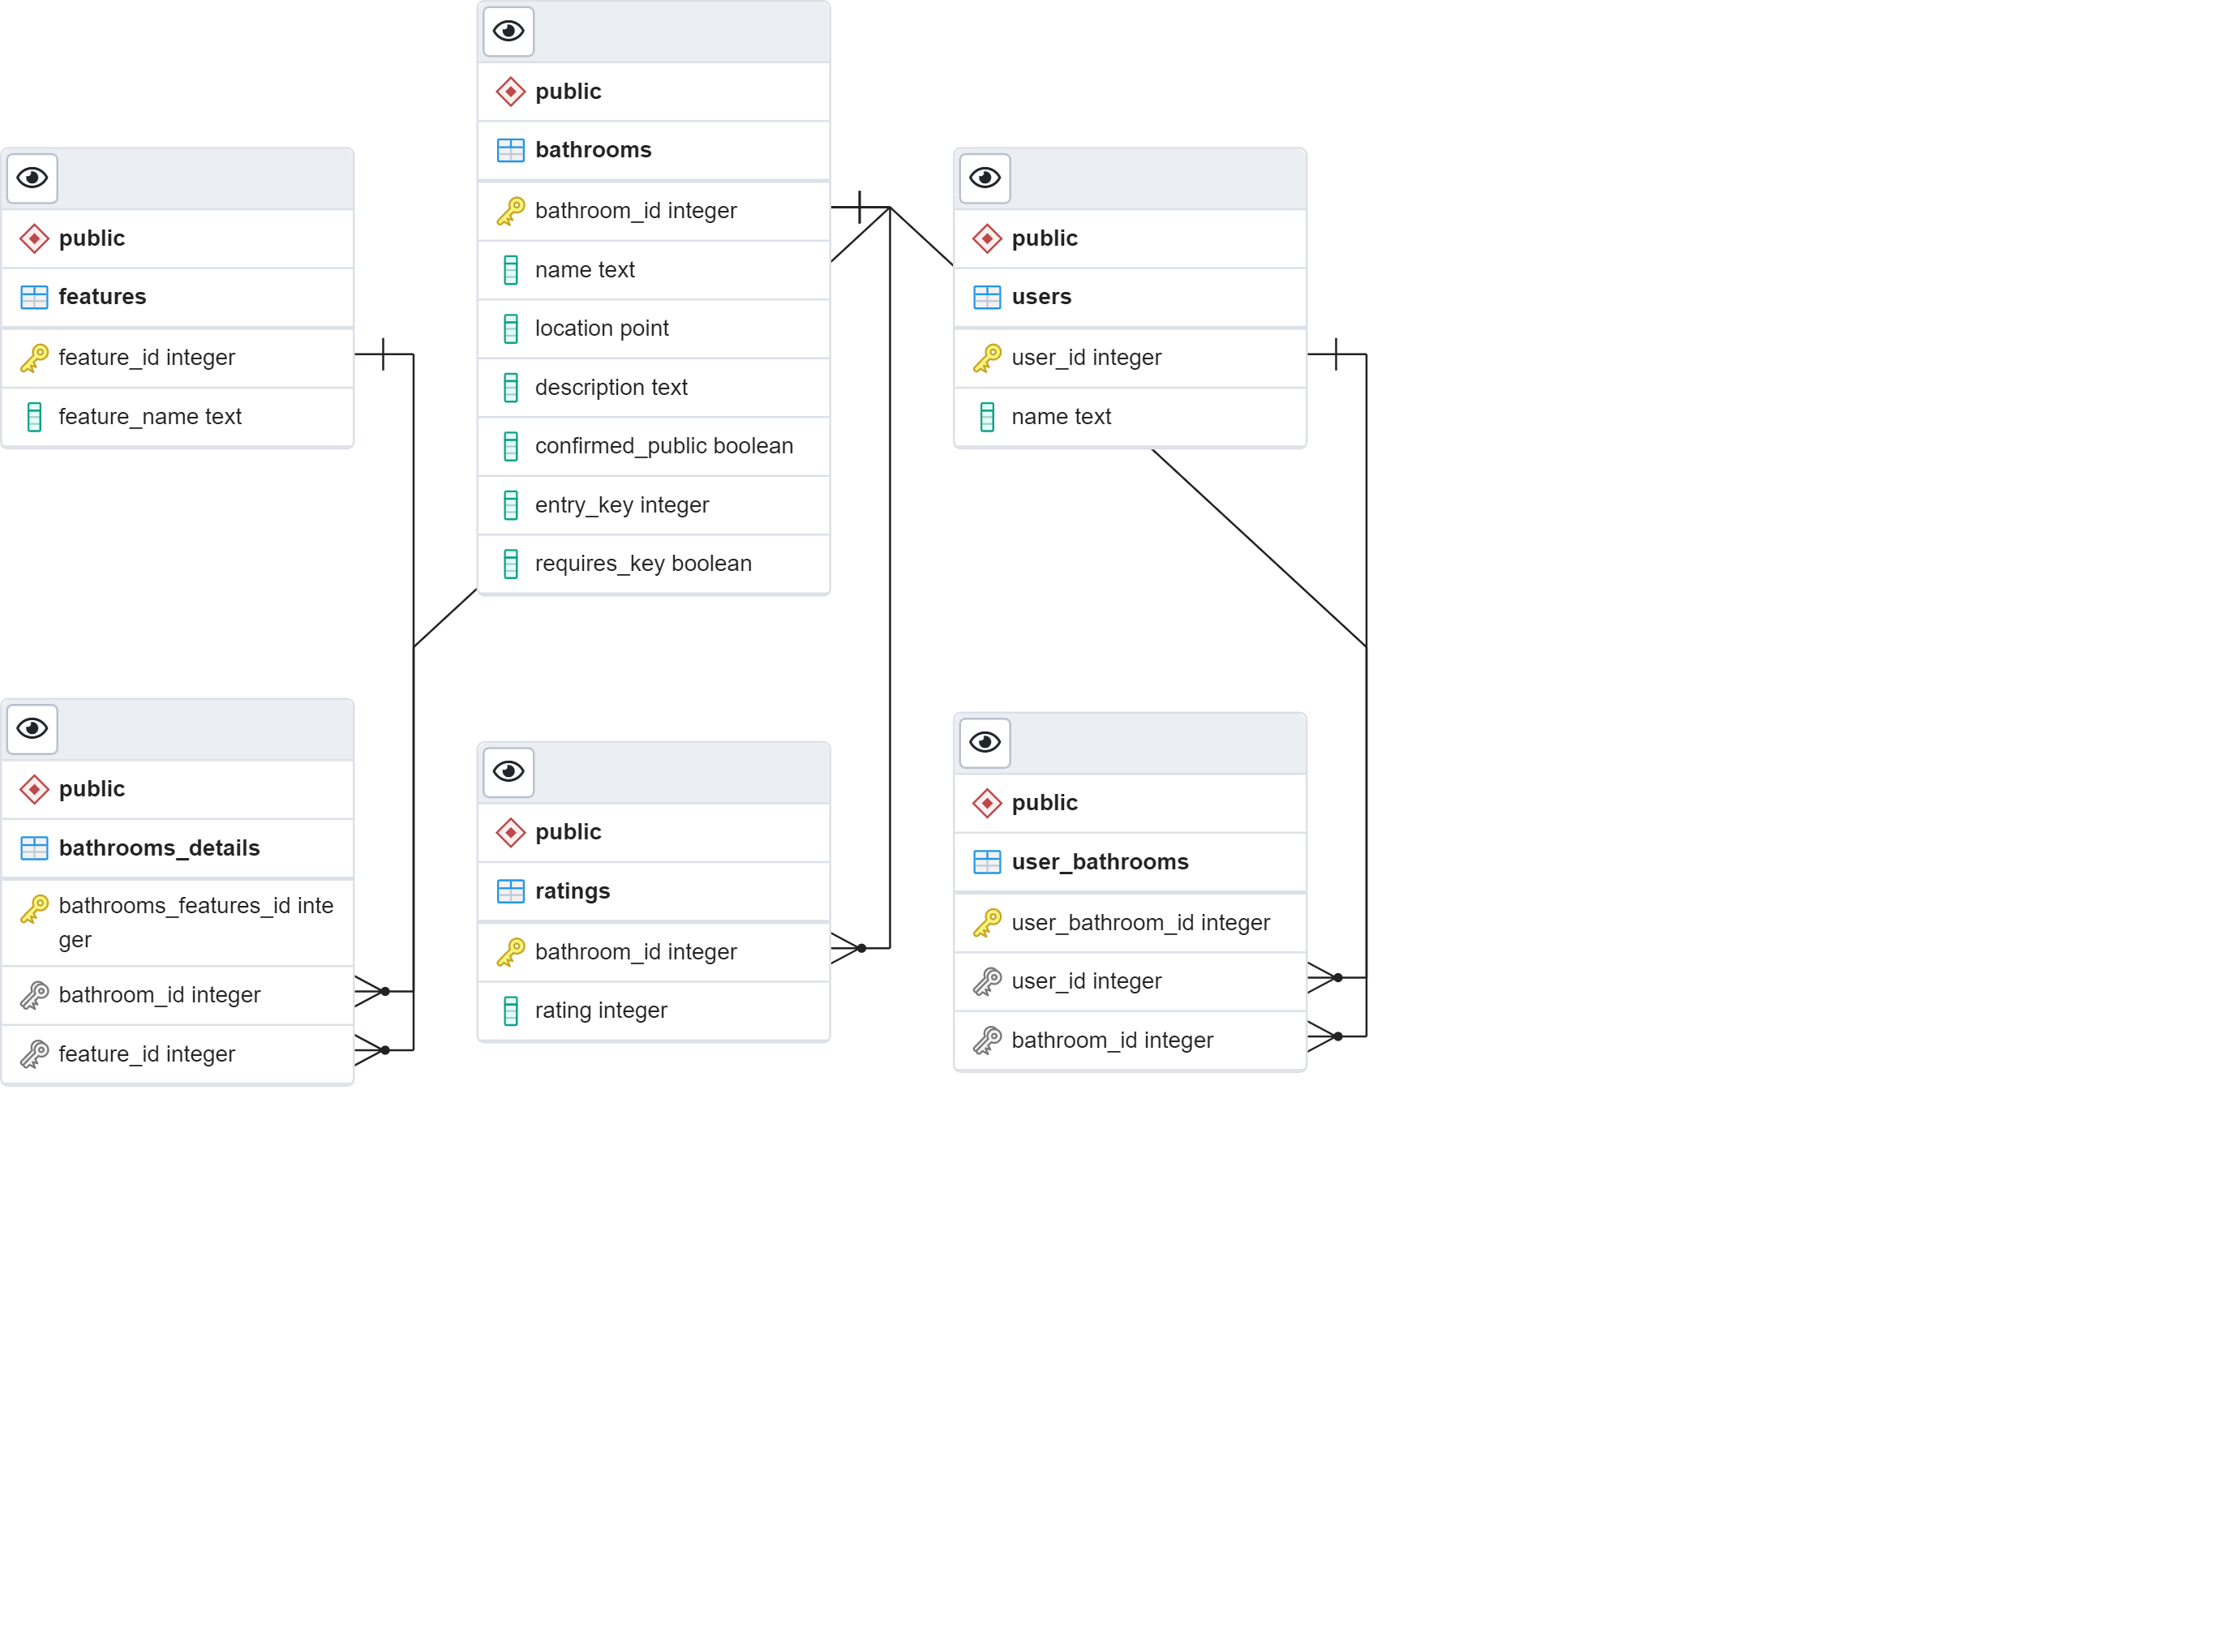 public
bathrooms
bathroom_id integer
name text
location point
description text
confirmed_public boolean
entry_key integer
requires_key boolean
public
features
feature_id integer
feature_name text
public
users
user_id integer
name text
public
bathrooms_details
bathrooms_features_id inte
ger
bathroom_id integer
feature_id integer
public
ratings
bathroom_id integer
rating integer
public
user_bathrooms
user_bathroom_id integer
user_id integer
bathroom_id integer